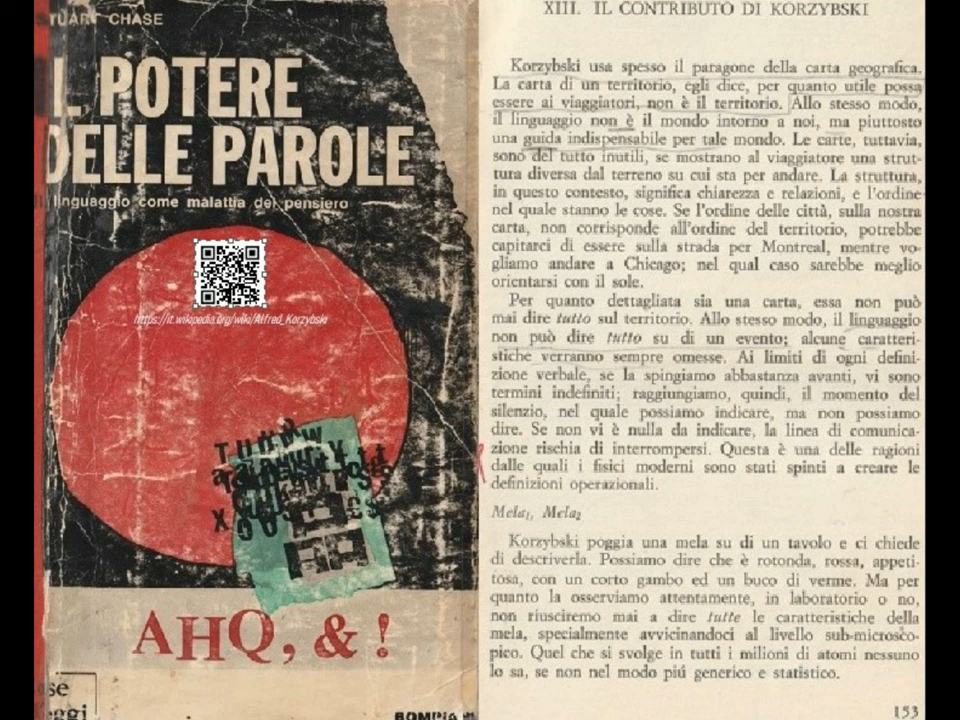 TUART CHASE
IL POTERE
DELLE PAROLE
linguaggio come malattia del pensiero
https://it.wikipedia.org/wiki/Alfred_Korzybski
AHQ, & !
BOMPIA
XIII. IL CONTRIBUTO DI KORZYBSKI
Korzybski usa spesso il paragone della carta geografica.
La carta di un territorio, egli dice, per quanto utile possa
essere ai viaggiatori, non è il territorio. Allo stesso modo,
il linguaggio non è il mondo intorno a noi, ma piuttosto
una guida indispensabile per tale mondo. Le carte, tuttavia,
sono del tutto inutili, se mostrano al viaggiatore una strut-
tura diversa dal terreno su cui sta per andare. La struttura,
in questo contesto, significa chiarezza e relazioni, e l'ordine
nel quale stanno le cose. Se l'ordine delle città, sulla nostra
carta, non corrisponde all'ordine del territorio, potrebbe
capitarci di essere sulla strada per Montreal, mentre vo-
gliamo andare a Chicago; nel qual caso sarebbe meglio
orientarsi con il sole.
Per quanto dettagliata sia una carta, essa non può
mai dire tutto sul territorio. Allo stesso modo, il linguaggio
non può dire tutto su di un evento; alcune caratteri-
stiche verranno sempre omesse. Ai limiti di ogni defini-
zione verbale, se la spingiamo abbastanza avanti, vi sono
termini indefiniti; raggiungiamo, quindi, il momento del
silenzio, nel quale possiamo indicare, ma non possiamo
dire. Se non vi è nulla da indicare, la linea di comunica-
zione rischia di interrompersi. Questa è una delle ragioni
dalle quali i fisici moderni sono stati spinti a creare le
definizioni operazionali.
Mela₁, Mela₂
Korzybski poggia una mela su di un tavolo e ci chiede
di descriverla. Possiamo dire che è rotonda, rossa, appeti-
tosa, con un corto gambo ed un buco di verme. Ma per
quanto la osserviamo attentamente, in laboratorio o no,
non riusciremo mai a dire tutte le caratteristiche della
mela, specialmente avvicinandoci al livello sub-microsco-
pico. Quel che si svolge in tutti i milioni di atomi nessuno
lo sa, se non nel modo piú generico e statistico.
153